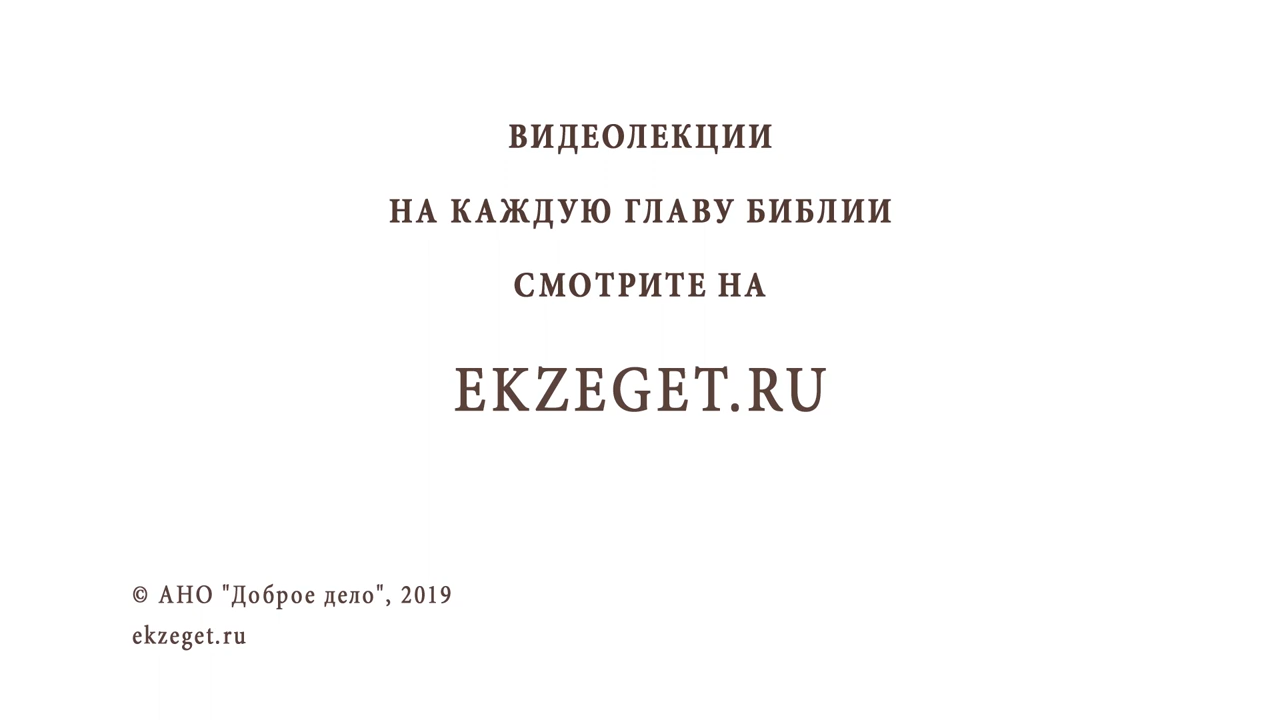 ВИДЕОЛЕКЦИИ
НА КАЖДУЮ ГЛАВУ БИБЛИИ
СМОТРИТЕ НА
EKZEGET.RU
© АНО "Доброе дело", 2019
ekzeget.ru